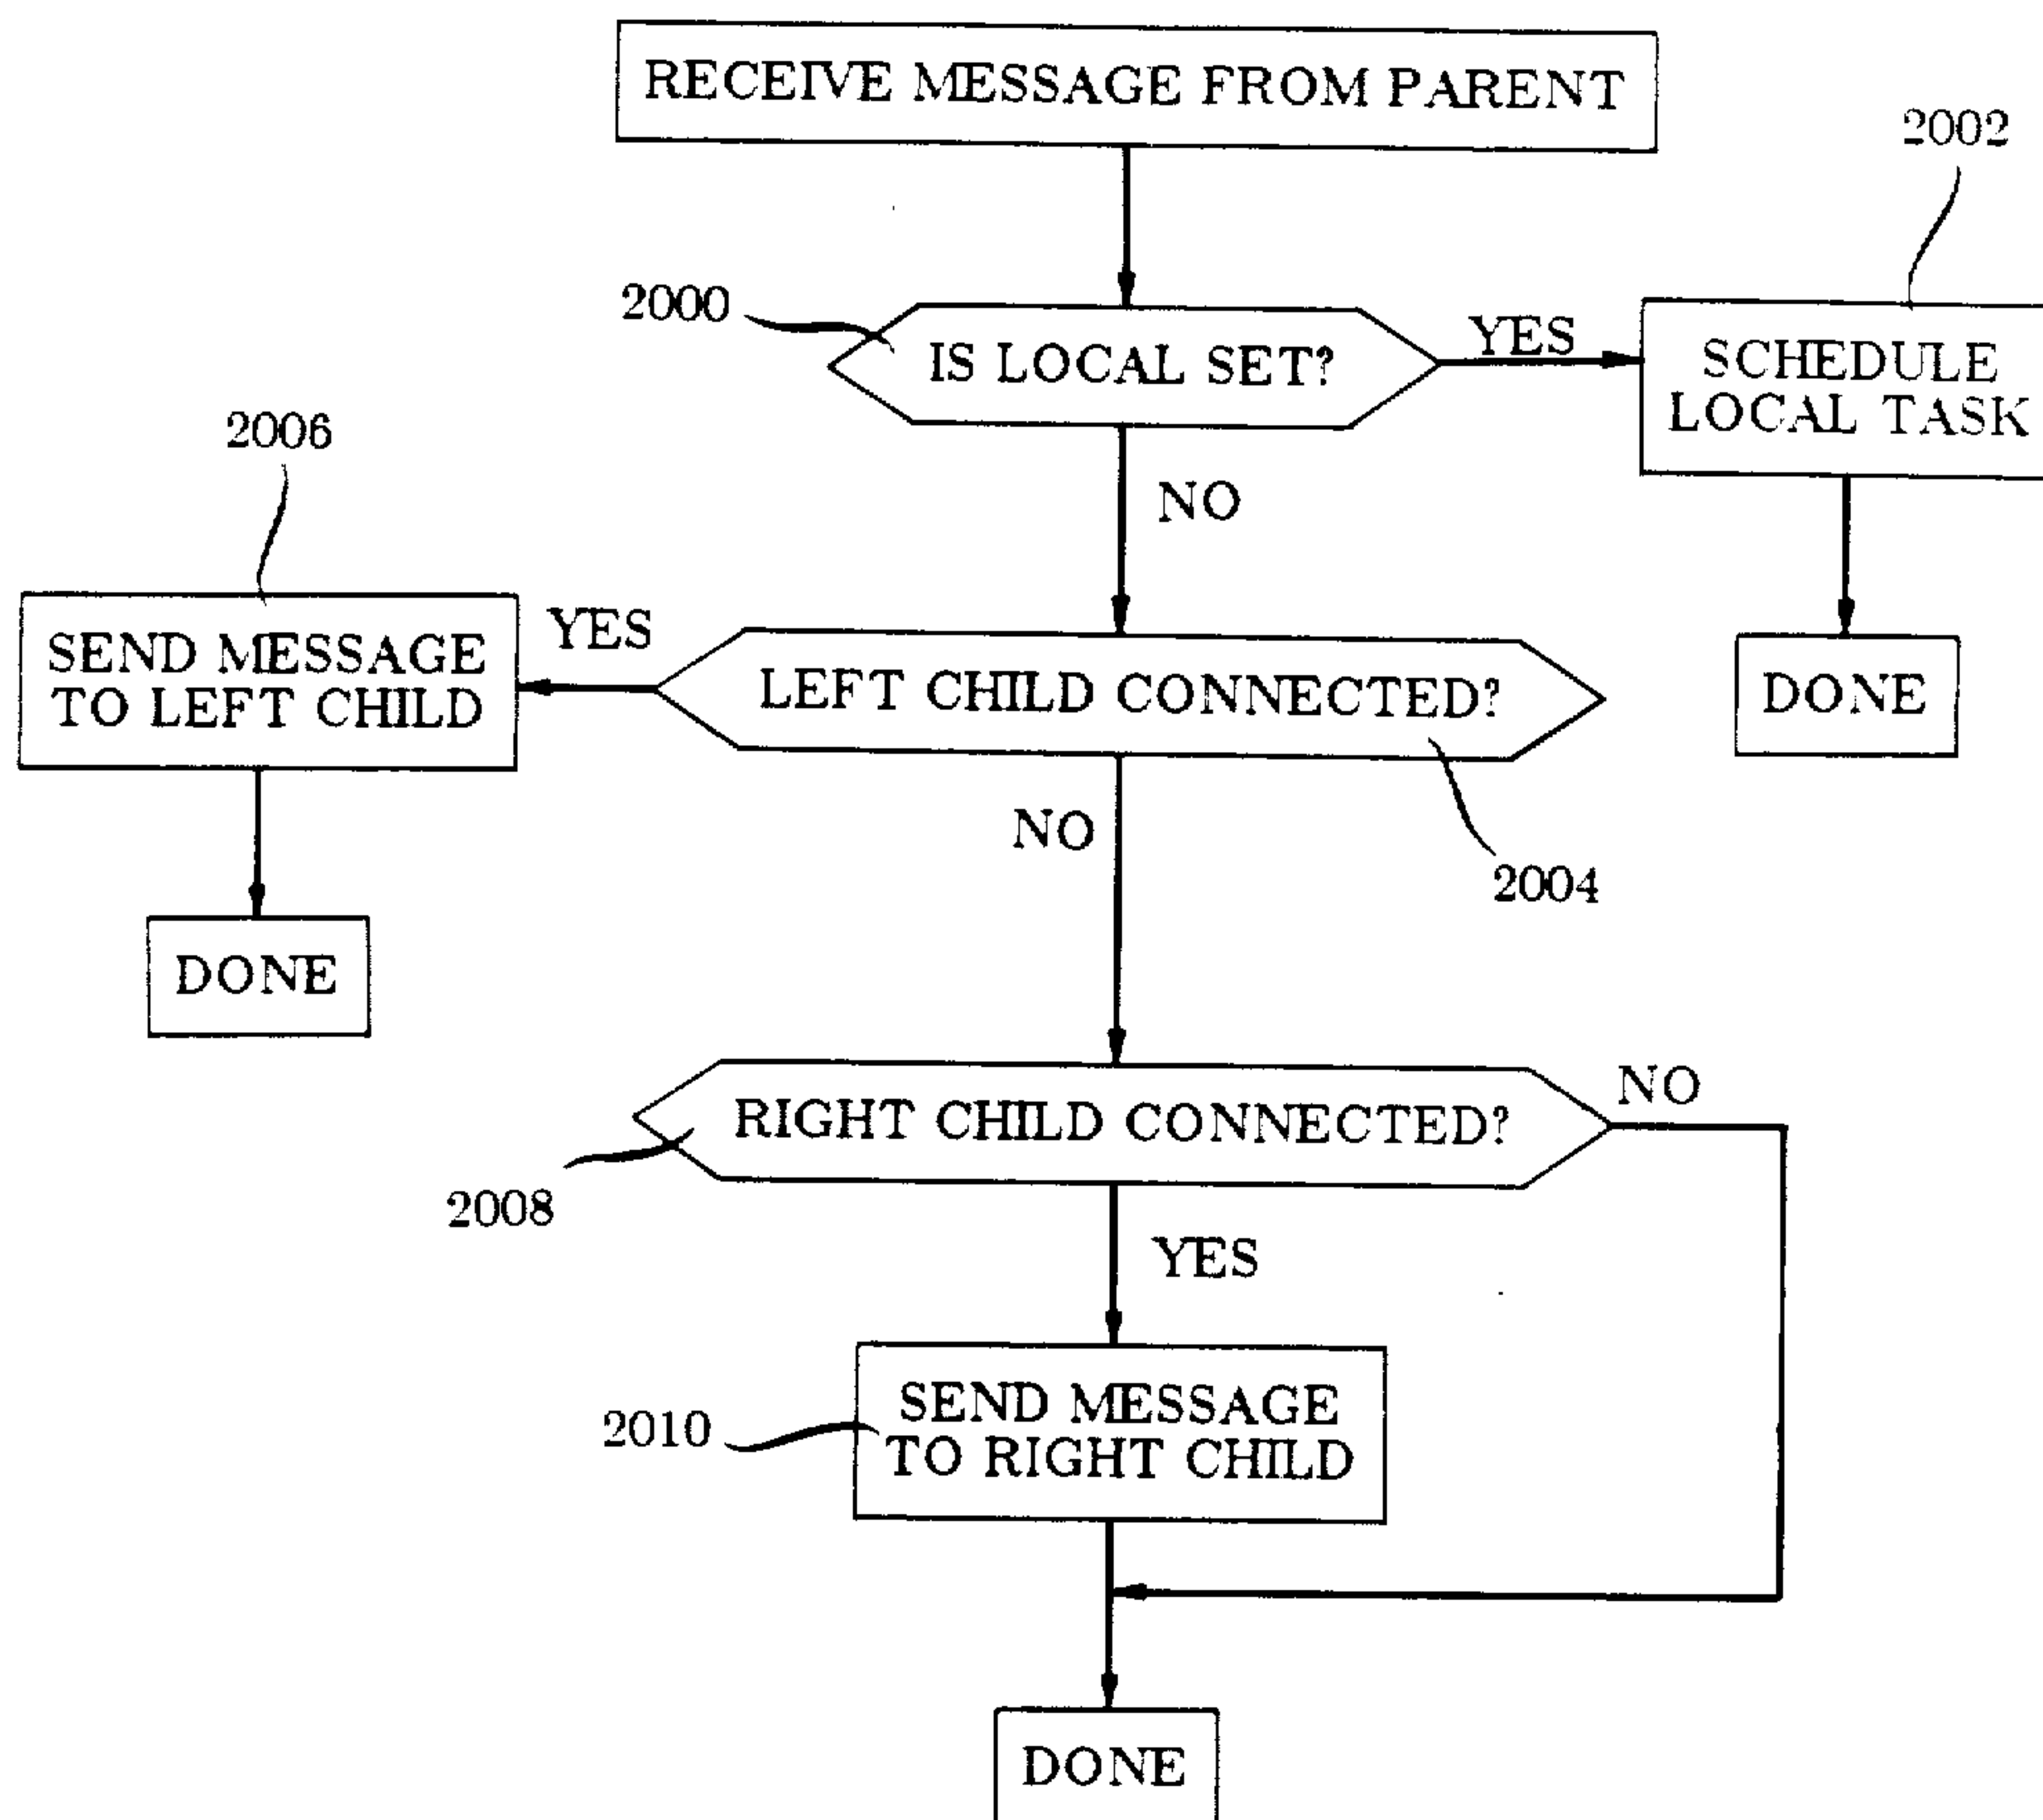 RECEIVE MESSAGE FROM PARENT
2002
2000
IS LOCAL SET?
YES
SCHEDULE
LOCAL TASK
2006
NO
SEND MESSAGE
TO LEFT CHILD
YES
LEFT CHILD CONNECTED?
DONE
NO
2004
DONE
RIGHT CHILD CONNECTED?
NO
2008
YES
SEND MESSAGE
TO RIGHT CHILD
2010
DONE